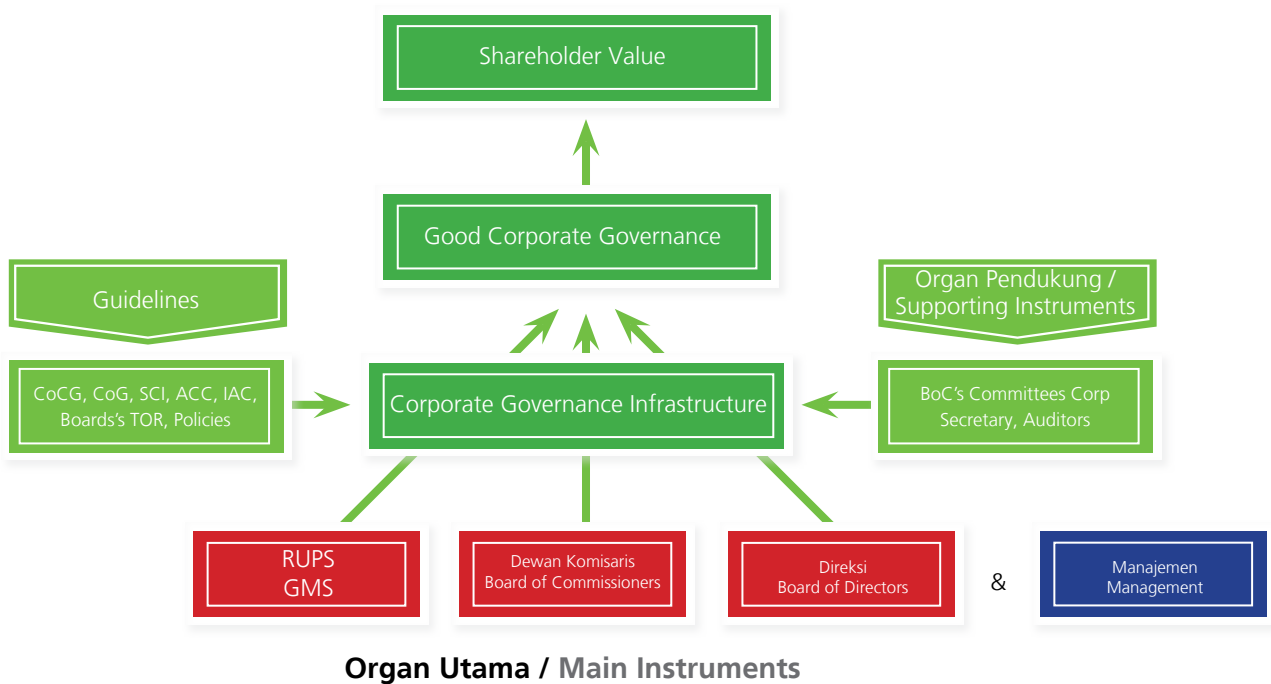 Shareholder Value
Good Corporate Governance
Guidelines
Organ Pendukung /
Supporting Instruments
CoCG, CoG, SCI, ACC, IAC,
Boards's TOR, Policies
Corporate Governance Infrastructure
BoC's Committees Corp
Secretary, Auditors
RUPS
GMS
Dewan Komisaris
Board of Commissioners
Direksi
Board of Directors
&
Manajemen
Management
Organ Utama / Main Instruments